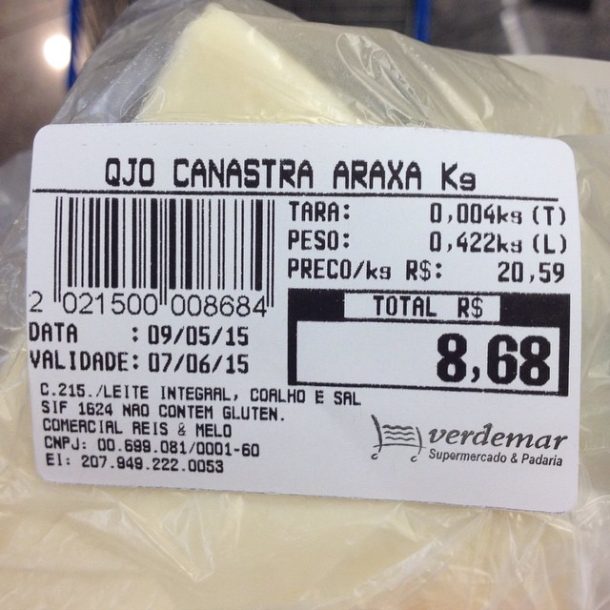 QJO CANASTRA ARAXA Kg
TARA: 0,004kg (T)
PESO: 0,422kg (L)
PRECO/kg R$: 20,59
2 021500 008684
TOTAL R$
8,68
DATA : 09/05/15
VALIDADE: 07/06/15
C.215./LEITE INTEGRAL, COALHO E SAL
SIF 1624 NAO CONTEM GLUTEN.
COMERCIAL REIS & MELO
CNPJ: 00.699.081/0001-60
EI: 207.949.222.0053
verdemar
Supermercado & Padaria